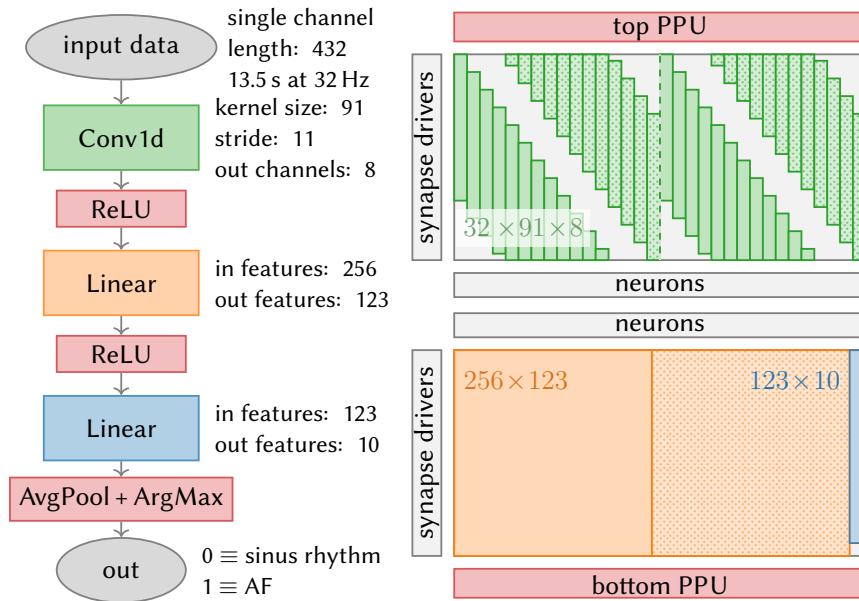 input data
single channel
length: 432
13.5 s at 32 Hz
Conv1d
kernel size: 91
stride: 11
out channels: 8
ReLU
Linear
in features: 256
out features: 123
ReLU
Linear
in features: 123
out features: 10
AvgPool + ArgMax
out
0 ≡ sinus rhythm
1 ≡ AF
top PPU
synapse drivers
32 × 91 × 8
neurons
neurons
synapse drivers
256 × 123
123 × 10
bottom PPU